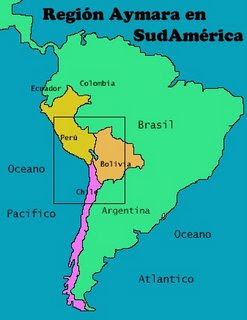 Región Aymara en
SudAmérica
Colombia
Ecuador
Brasil
Perú
Oceano
Bolivia
Chile
Pacifico
Argentina
Oceano
Atlantico